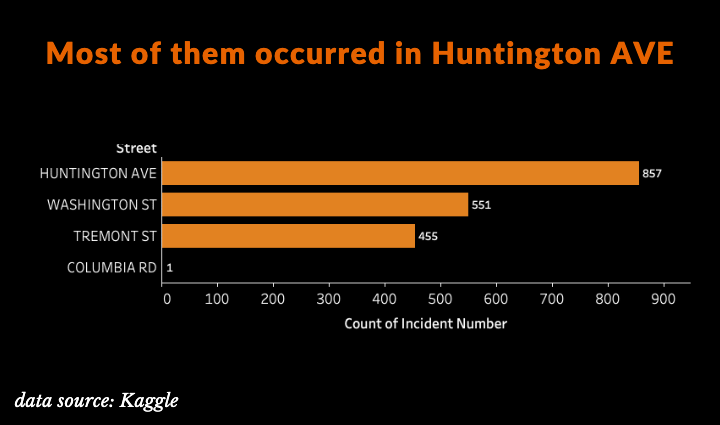 Most of them occurred in Huntington AVE
Street
HUNTINGTON AVE 857
WASHINGTON ST 551
TREMONT ST 455
COLUMBIA RD 1
0 100 200 300 400 500 600 700 800 900
Count of Incident Number
data source: Kaggle